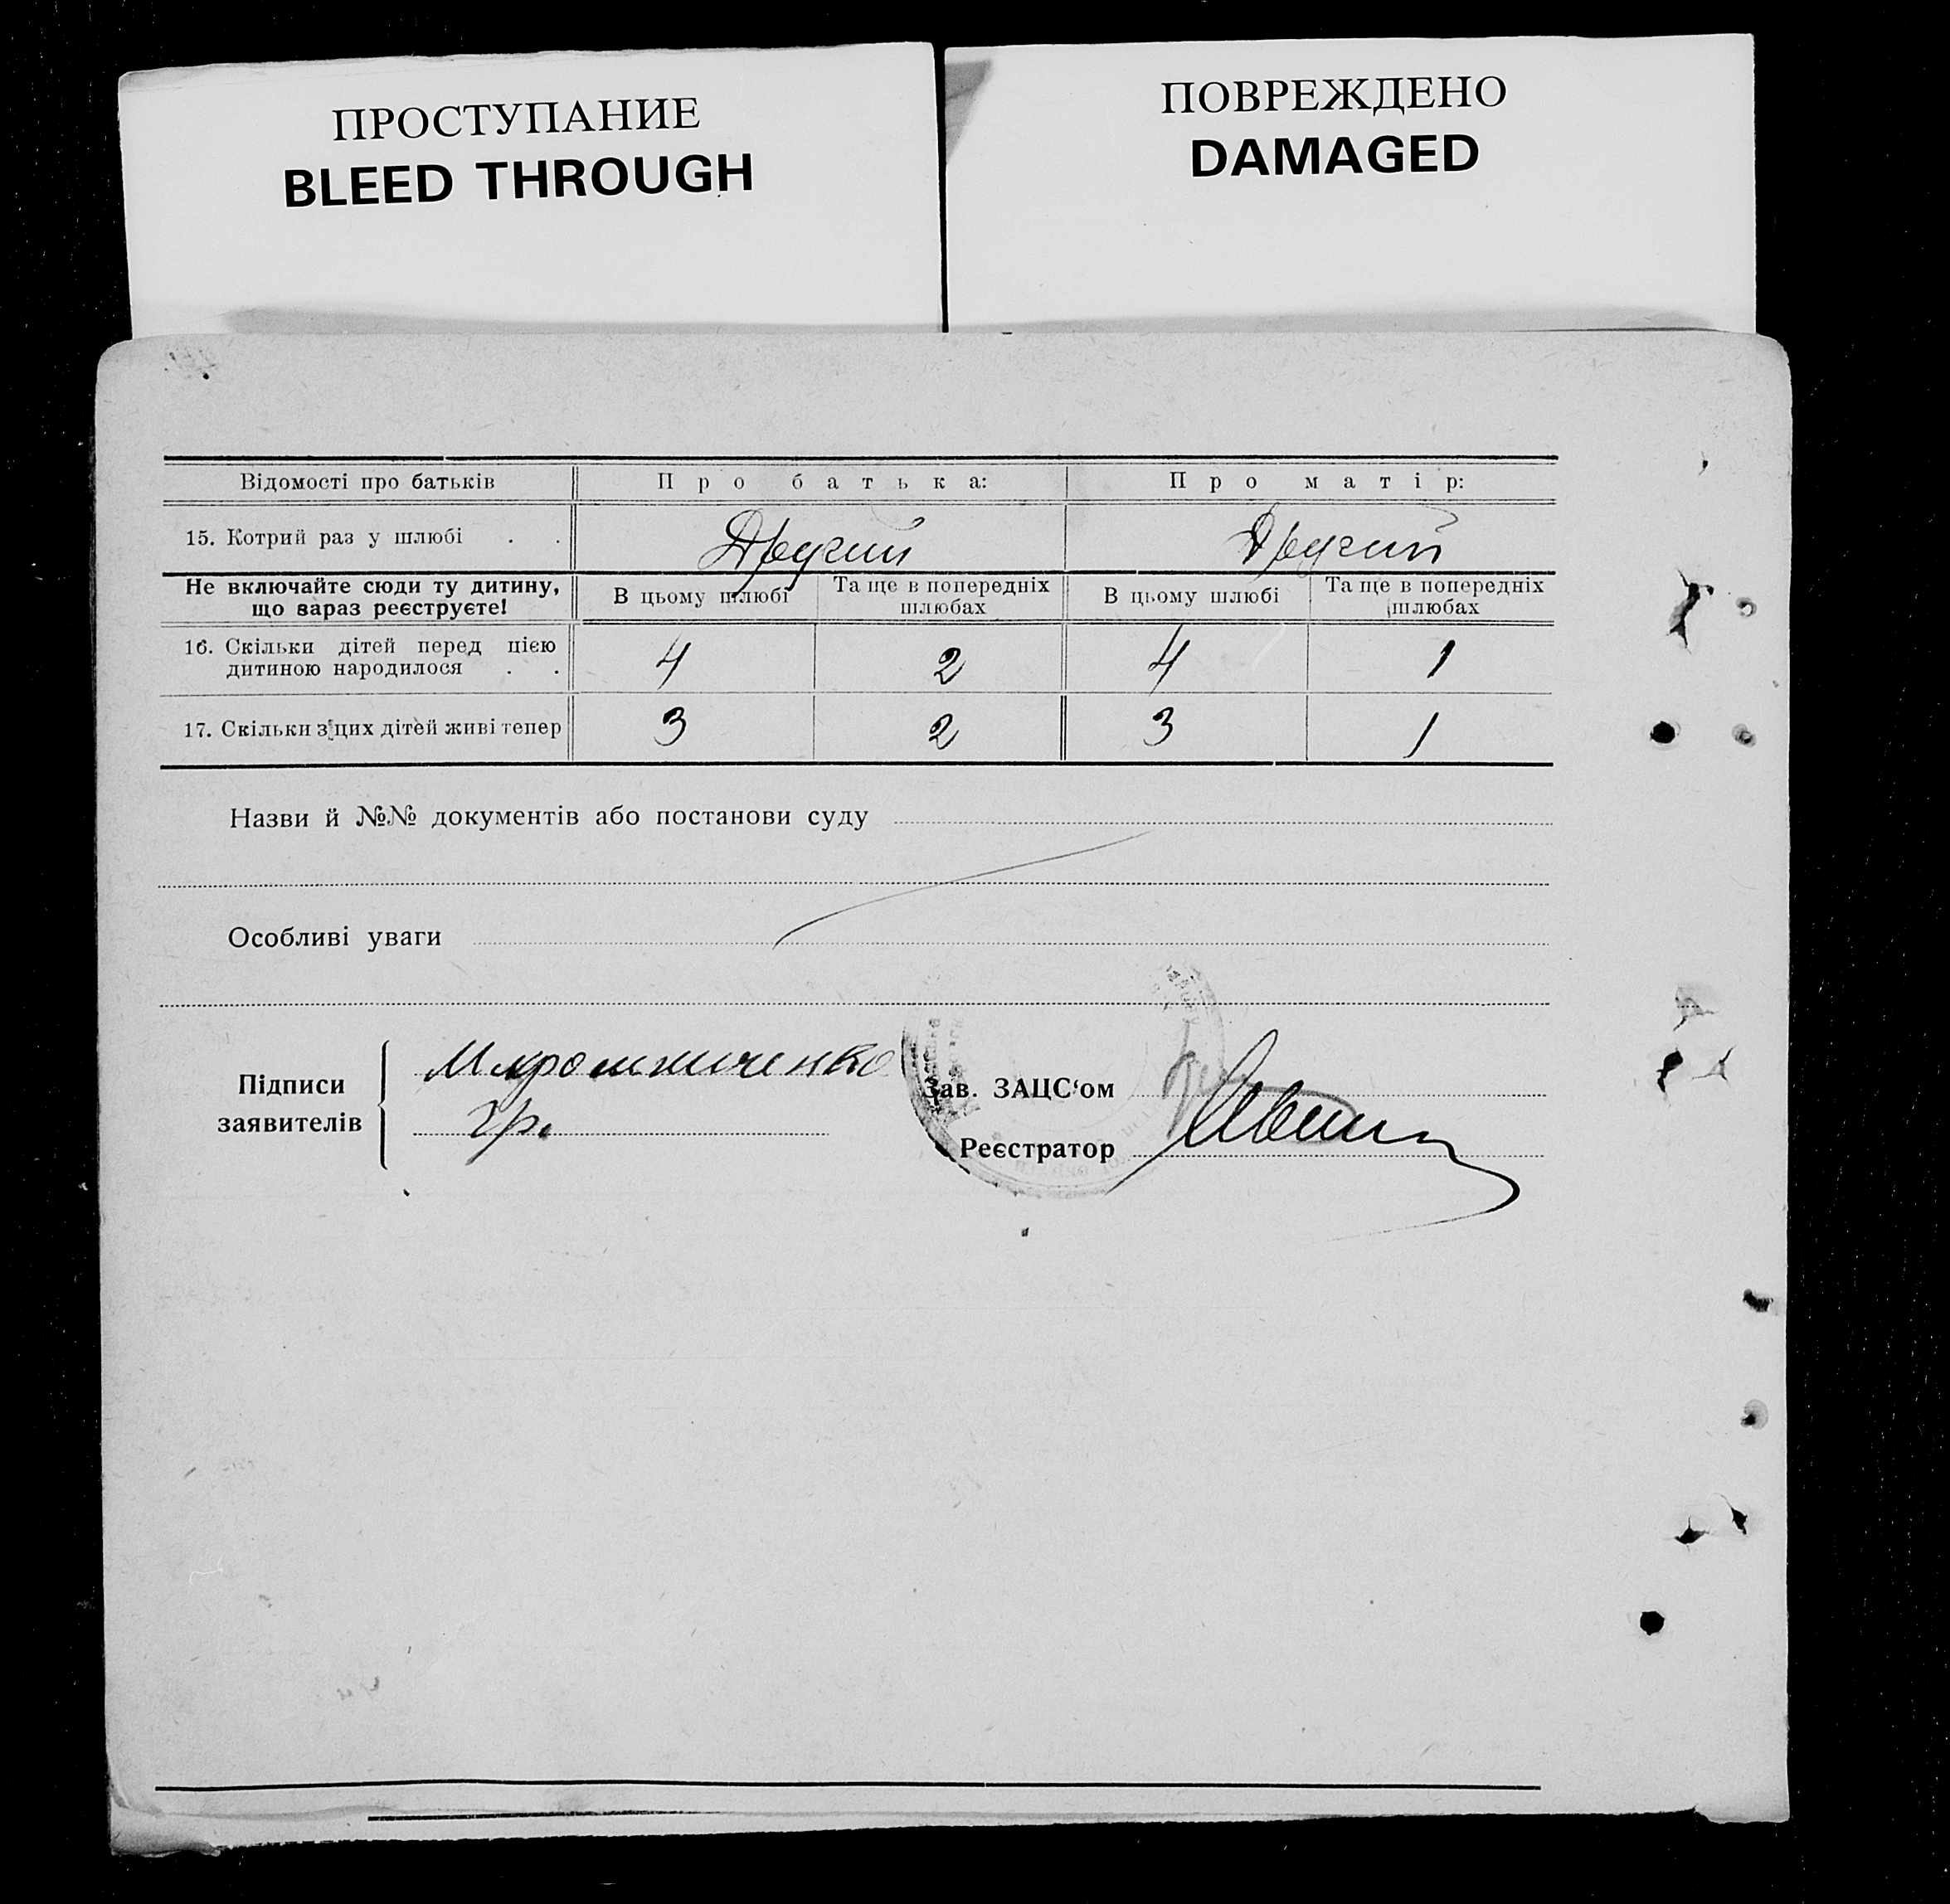 ПРОСТУПАНИЕ
BLEED THROUGH
ПОВРЕЖДЕНО
DAMAGED
Відомості про батьків
Про батька:
Про матір:
15. Котрий раз у шлюбі . .
Другий
Другий
Не включайте сюди ту дитину,
що зараз реєструєте!
В цьому шлюбі
Та ще в попередніх
шлюбах
В цьому шлюбі
Та ще в попередніх
шлюбах
16. Скільки дітей перед цією
дитиною народилося . .
4
2
4
1
17. Скільки з цих дітей живі тепер
3
2
3
1
Назви й №№ документів або постанови суду
Особливі уваги
Підписи
заявителів
гр.
Зав. ЗАЦС‘ом
Реєстратор